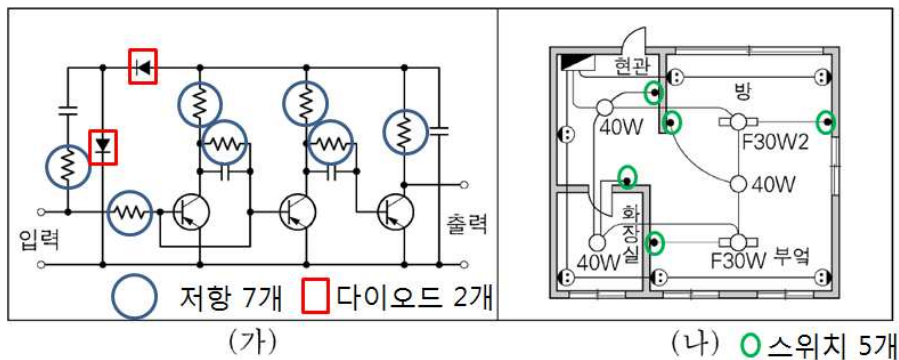 입력
출력
저항 7개
다이오드 2개
(가)
현관
방
40W
F30W2
40W
화장실
40W
F30W
부엌
(나)
스위치 5개